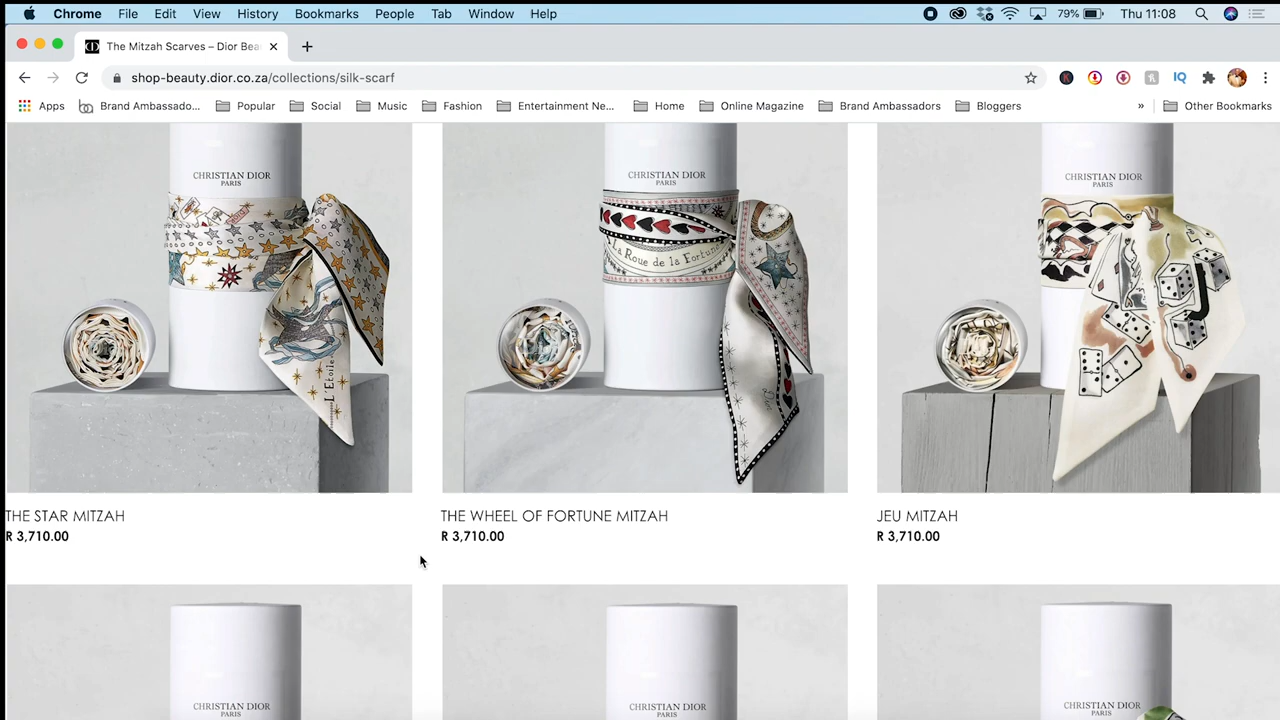 Chrome File Edit View History Bookmarks People Tab Window Help 79% Thu 11:08
The Mitzah Scarves – Dior Bea
shop-beauty.dior.co.za/collections/silk-scarf
Apps Brand Ambassado... Popular Social Music Fashion Entertainment Ne... Home Online Magazine Brand Ambassadors Bloggers » Other Bookmarks
CHRISTIAN DIOR
PARIS
CHRISTIAN DIOR
PARIS
CHRISTIAN DIOR
PARIS
La Roue de la Fortune
L'Etoile
THE STAR MITZAH
R 3,710.00
THE WHEEL OF FORTUNE MITZAH
R 3,710.00
JEU MITZAH
R 3,710.00
CHRISTIAN DIOR
PARIS
CHRISTIAN DIOR
PARIS
CHRISTIAN DIOR
PARIS